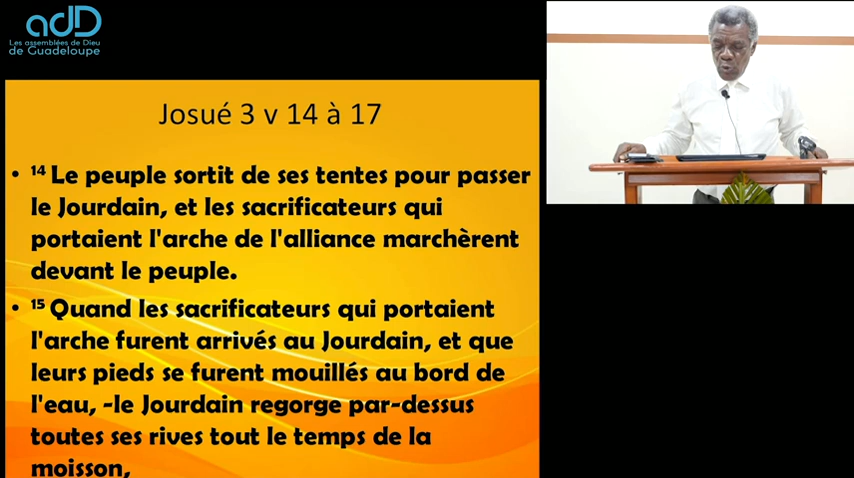 adD
Les assemblées de Dieu
de Guadeloupe
Josué 3 v 14 à 17
• ¹⁴ Le peuple sortit de ses tentes pour passer
le Jourdain, et les sacrificateurs qui
portaient l'arche de l'alliance marchèrent
devant le peuple.
• ¹⁵ Quand les sacrificateurs qui portaient
l'arche furent arrivés au Jourdain, et que
leurs pieds se furent mouillés au bord de
l'eau, -le Jourdain regorge par-dessus
toutes ses rives tout le temps de la
moisson,